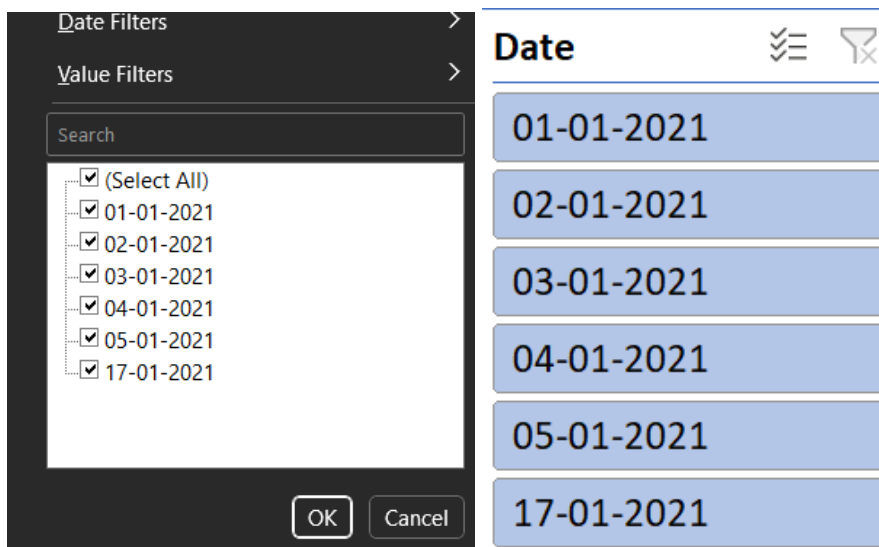 Date Filters
Value Filters
Search
(Select All)
01-01-2021
02-01-2021
03-01-2021
04-01-2021
05-01-2021
17-01-2021
OK
Cancel
Date
01-01-2021
02-01-2021
03-01-2021
04-01-2021
05-01-2021
17-01-2021